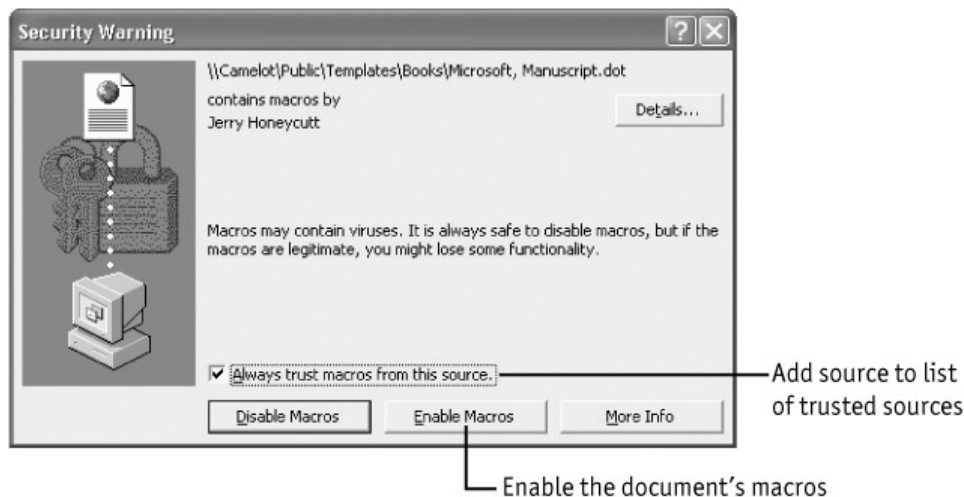 Security Warning
\\Camelot\Public\Templates\Books\Microsoft, Manuscript.dot
contains macros by
Jerry Honeycutt
Details...
Macros may contain viruses. It is always safe to disable macros, but if the
macros are legitimate, you might lose some functionality.
Always trust macros from this source.
Add source to list
of trusted sources
Disable Macros
Enable Macros
More Info
Enable the document's macros